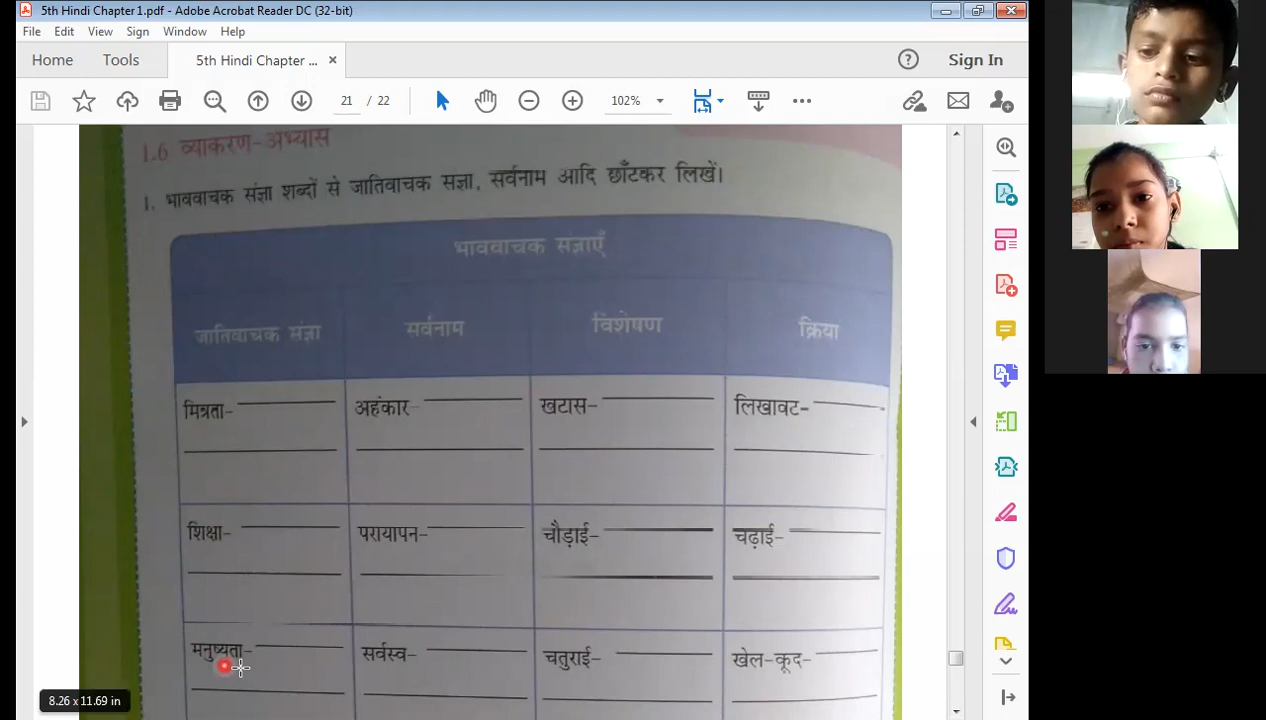 5th Hindi Chapter 1.pdf - Adobe Acrobat Reader DC (32-bit)
File Edit View Sign Window Help
Home Tools 5th Hindi Chapter ... × Sign In
21 / 22 102%
1.6 व्याकरण-अभ्यास
1. भाववाचक संज्ञा शब्दों से जातिवाचक संज्ञा, सर्वनाम आदि छाँटकर लिखें।
भाववाचक संज्ञाएँ
जातिवाचक संज्ञा सर्वनाम विशेषण क्रिया
मित्रता- अहंकार- खटास- लिखावट-
शिक्षा- परायापन- चौड़ाई- चढ़ाई-
मनुष्यता- सर्वस्व- चतुराई- खेल-कूद-
8.26 x 11.69 in